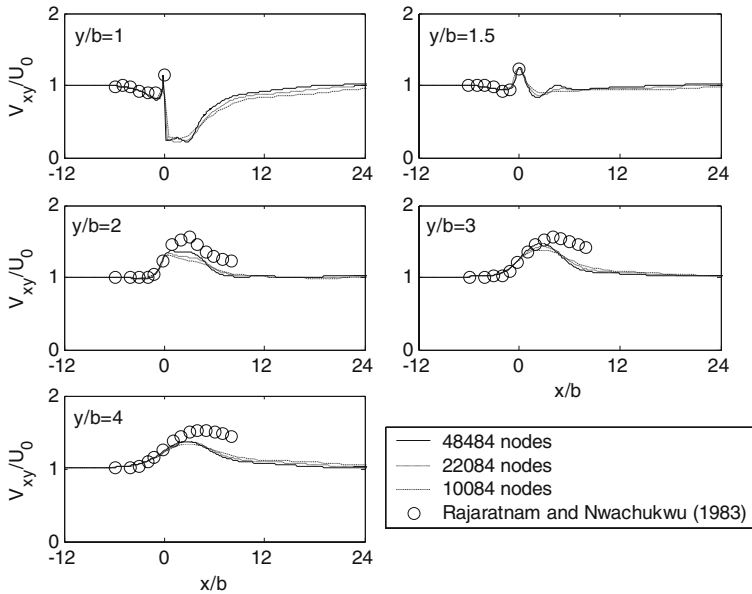 y/b=1
V_xy/U_0
2
1
0
-12
0
12
24
y/b=1.5
2
1
0
-12
0
12
24
y/b=2
V_xy/U_0
2
1
0
-12
0
12
24
y/b=3
2
1
0
-12
0
12
24
x/b
y/b=4
V_xy/U_0
2
1
0
-12
0
12
24
x/b
48484 nodes
22084 nodes
10084 nodes
Rajaratnam and Nwachukwu (1983)